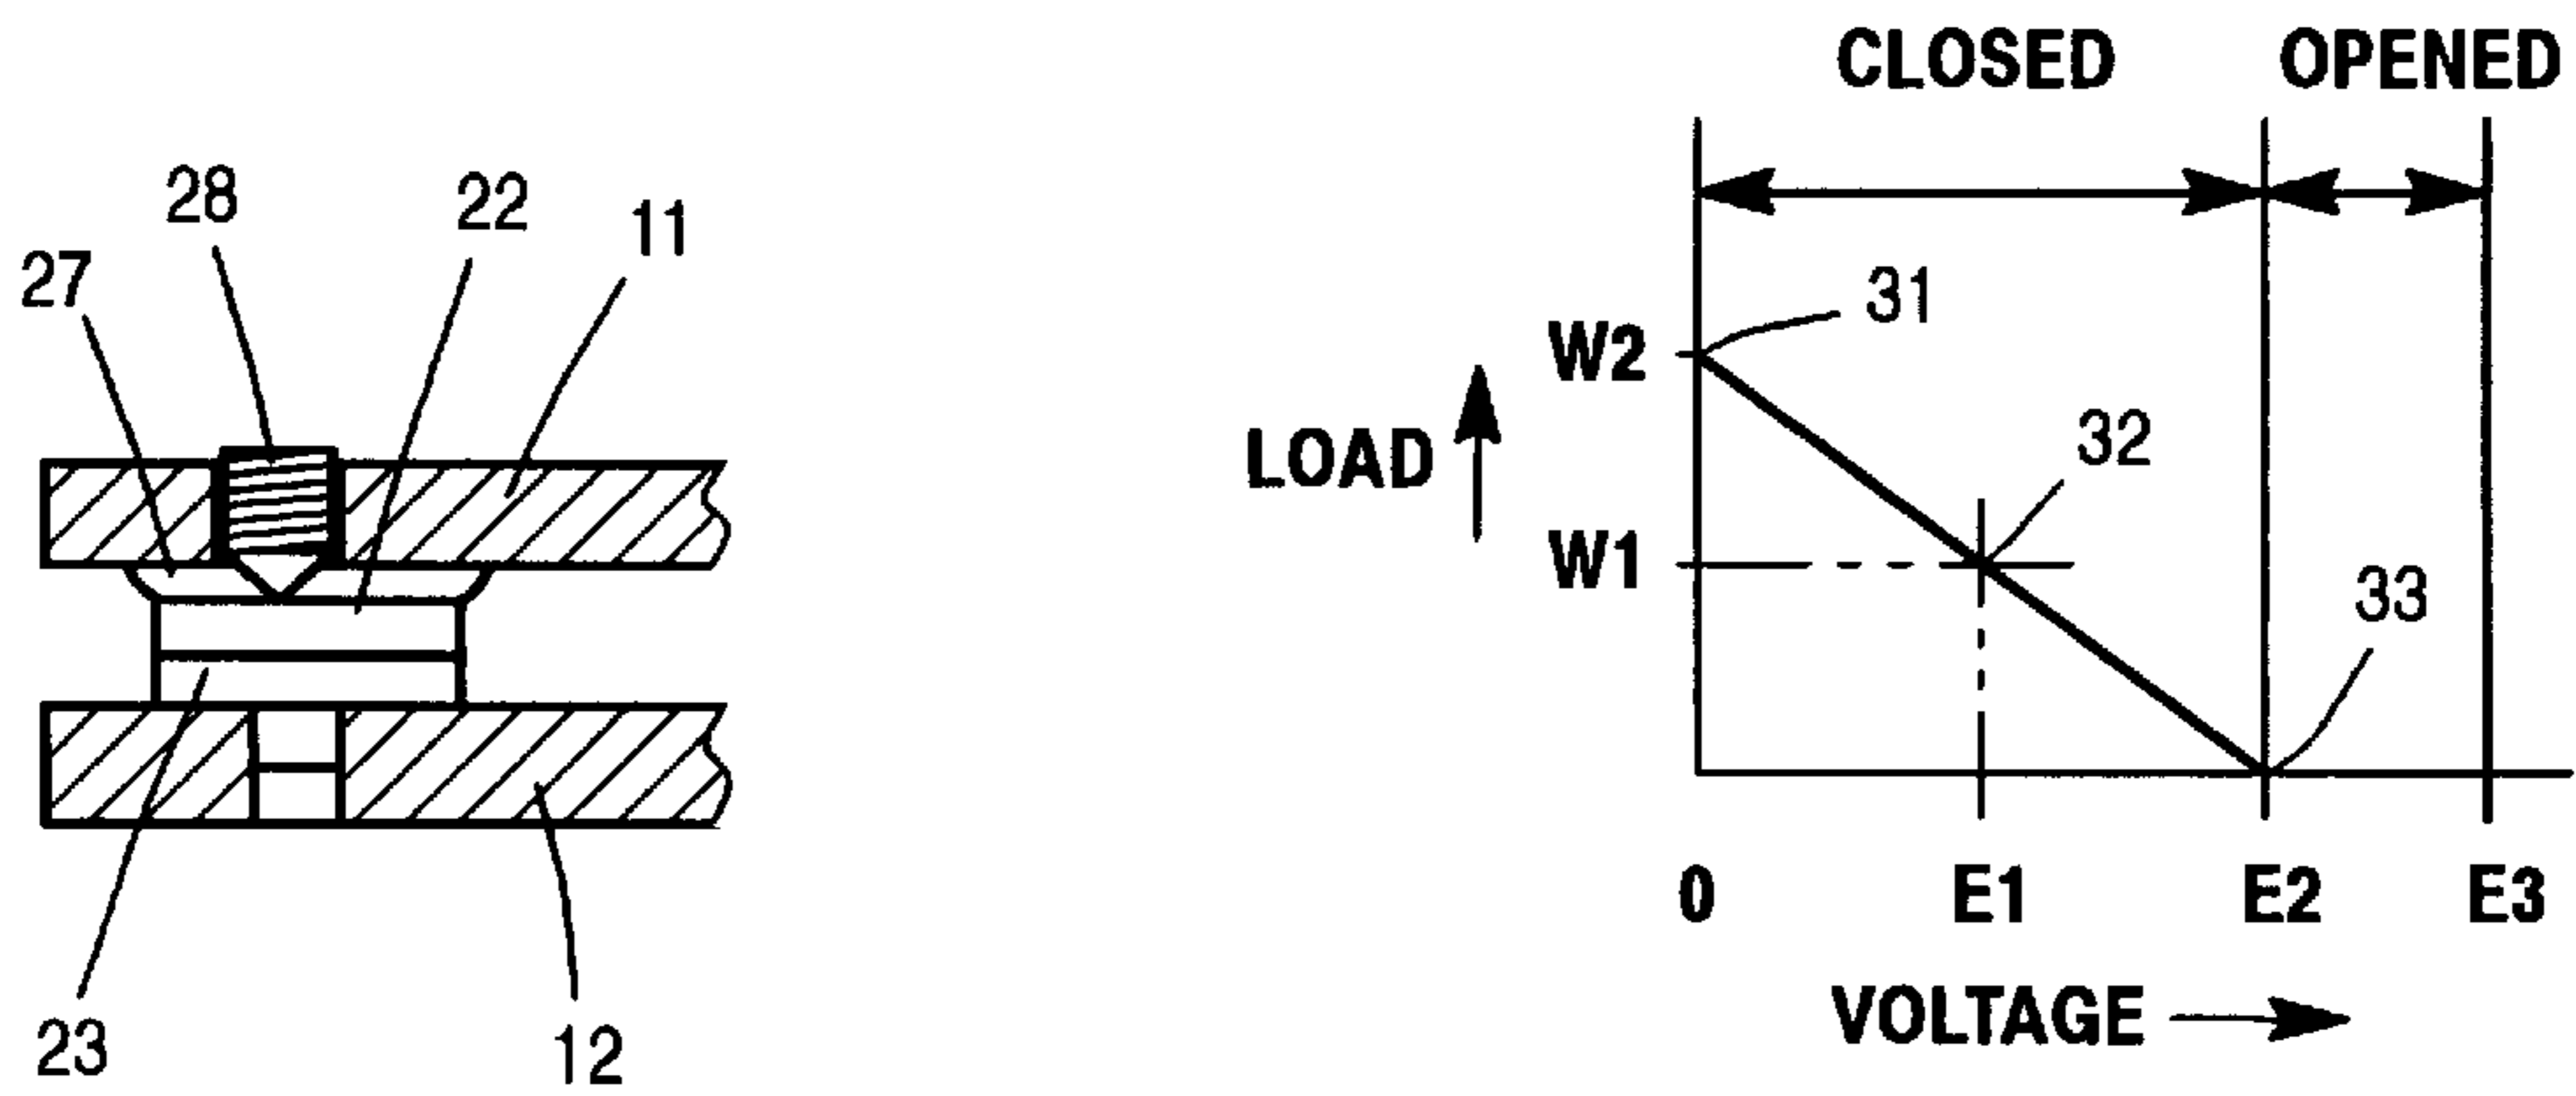 28
22
11
27
23
12
CLOSED OPENED
31
W2
32
LOAD
W1
33
0 E1 E2 E3
VOLTAGE